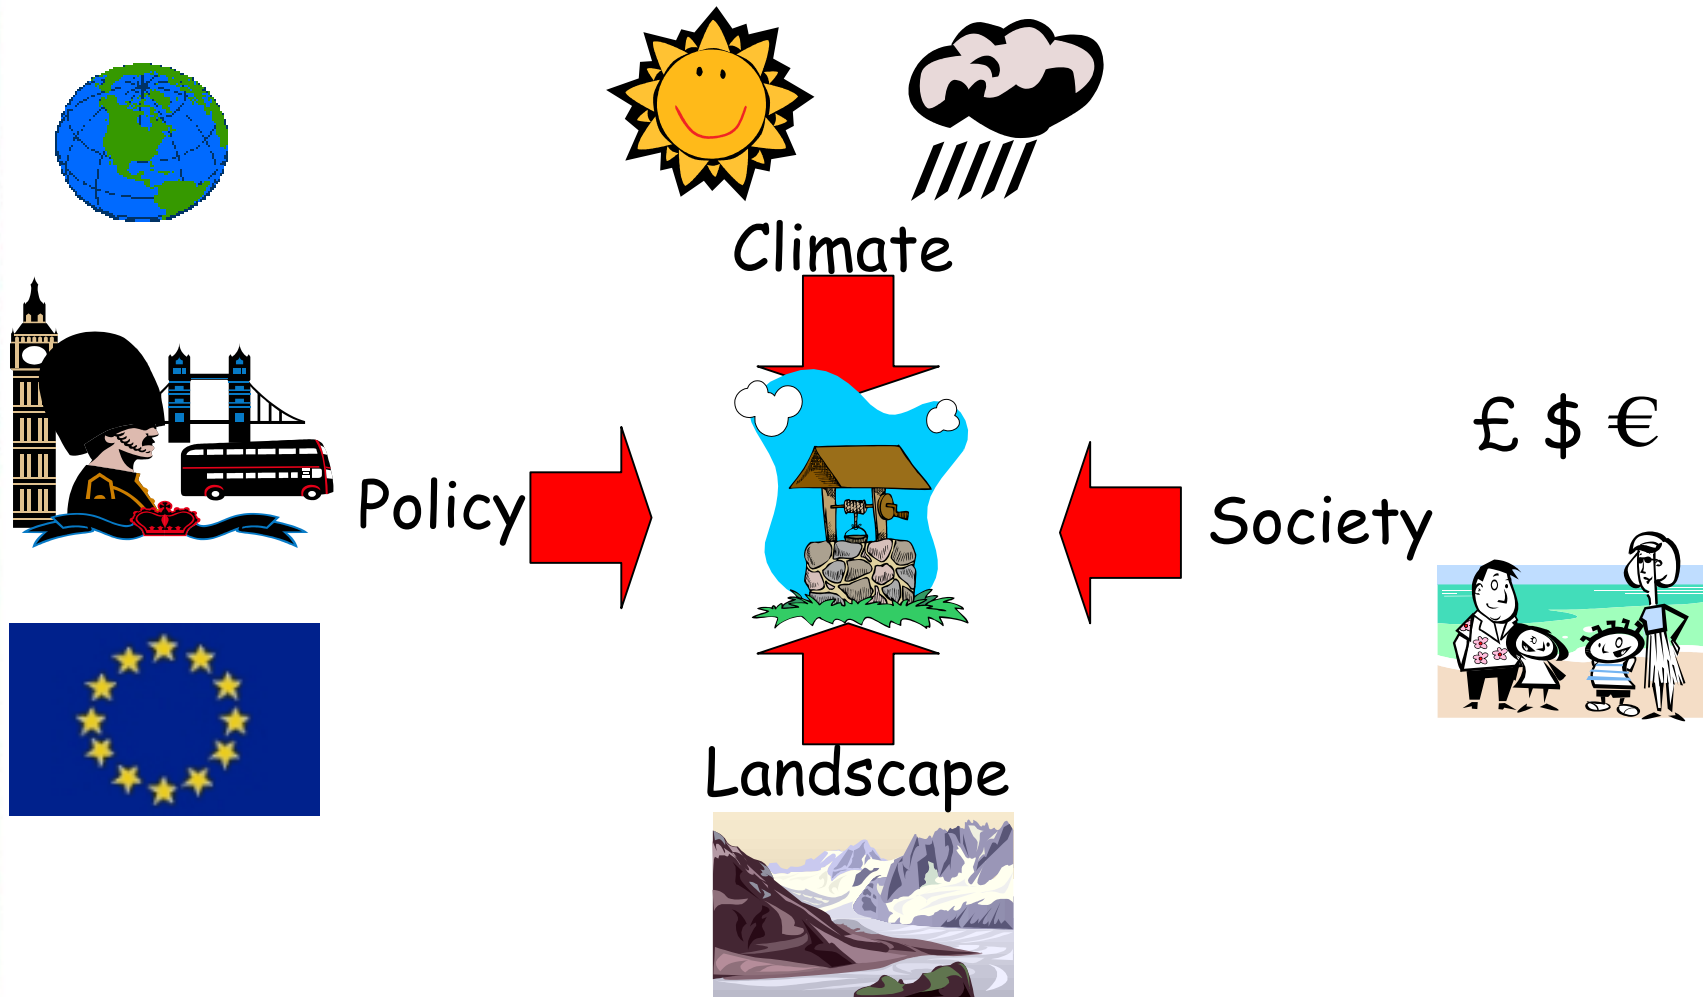 Climate
£ $ €
Policy
Society
Landscape